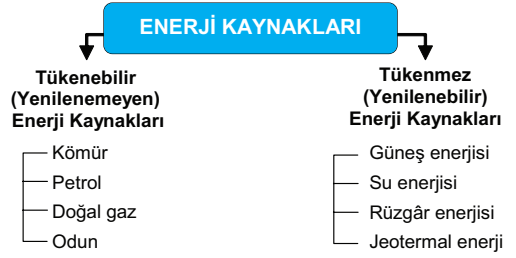 ENERJİ KAYNAKLARI
Tükenebilir
(Yenilenemeyen)
Enerji Kaynakları
Kömür
Petrol
Doğal gaz
Odun
Tükenmez
(Yenilenebilir)
Enerji Kaynakları
Güneş enerjisi
Su enerjisi
Rüzgâr enerjisi
Jeotermal enerji